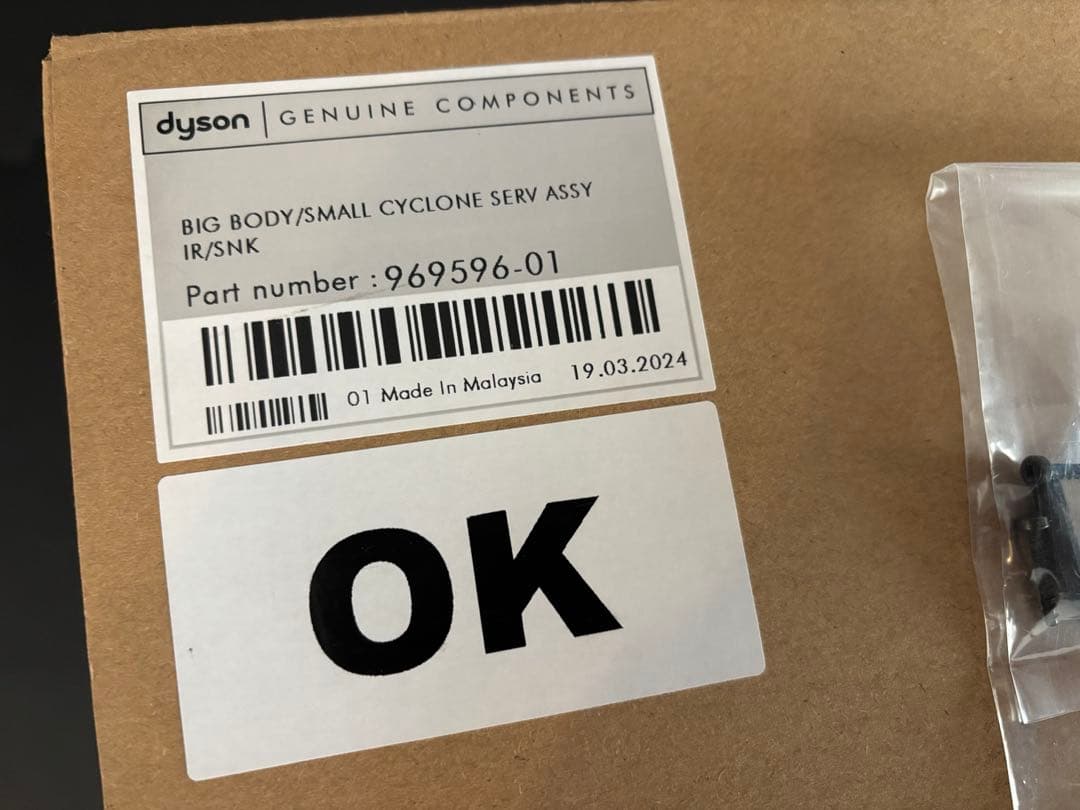 dyson | GENUINE COMPONENTS
BIG BODY/SMALL CYCLONE SERV ASSY
IR/SNK
Part number : 969596-01
01 Made In Malaysia 19.03.2024
OK